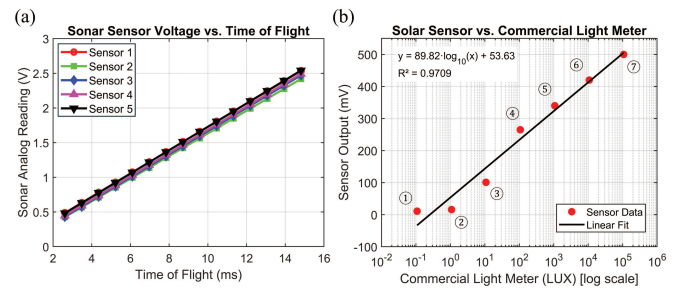 (a)
Sonar Sensor Voltage vs. Time of Flight
Sensor 1
Sensor 2
Sensor 3
Sensor 4
Sensor 5
Sonar Analog Reading (V)
3
2.5
2
1.5
1
0.5
0
2 4 6 8 10 12 14 16
Time of Flight (ms)
(b)
Solar Sensor vs. Commercial Light Meter
y = 89.82·log10(x) + 53.63
R² = 0.9709
Sensor Output (mV)
500
400
300
200
100
0
-100
① ② ③ ④ ⑤ ⑥ ⑦
Sensor Data
Linear Fit
10-2 10-1 100 101 102 103 104 105 106
Commercial Light Meter (LUX) [log scale]